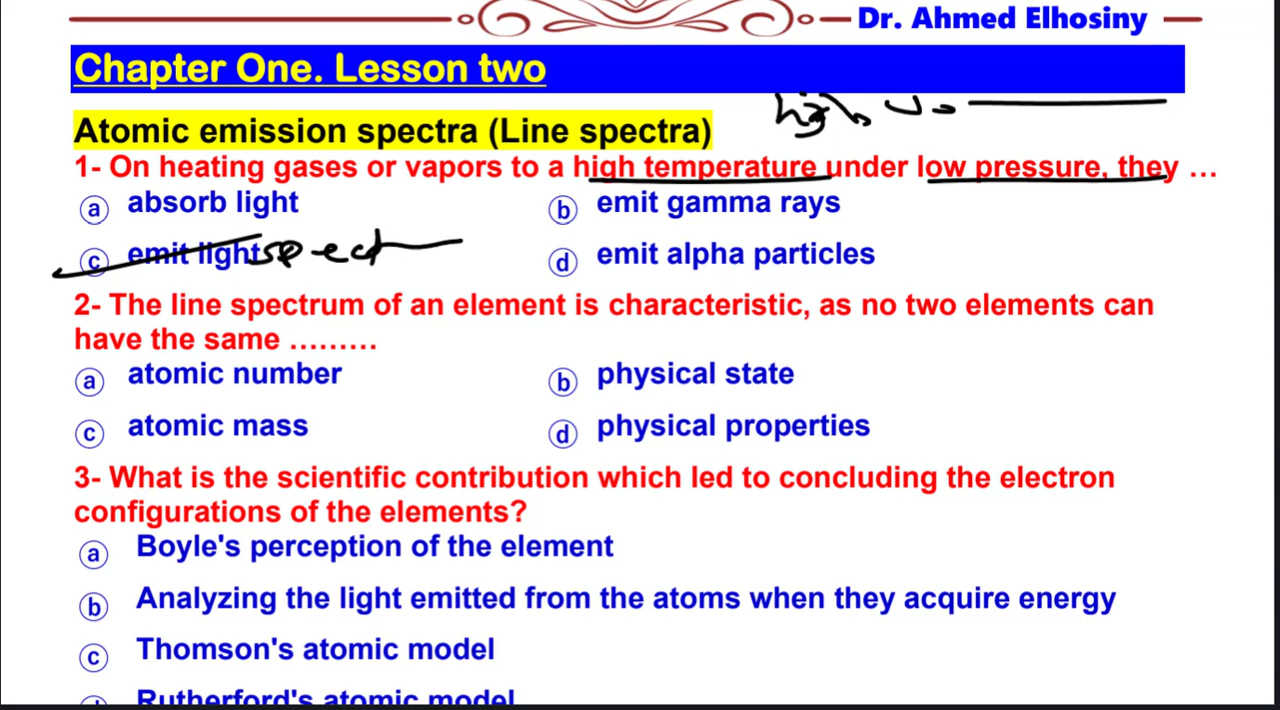 Dr. Ahmed Elhosiny
Chapter One. Lesson two
high
Atomic emission spectra (Line spectra)
1- On heating gases or vapors to a high temperature under low pressure, they ...
a absorb light
b emit gamma rays
c emit light spect
d emit alpha particles
2- The line spectrum of an element is characteristic, as no two elements can
have the same .........
a atomic number
b physical state
c atomic mass
d physical properties
3- What is the scientific contribution which led to concluding the electron
configurations of the elements?
a Boyle's perception of the element
b Analyzing the light emitted from the atoms when they acquire energy
c Thomson's atomic model
d Rutherford's atomic model